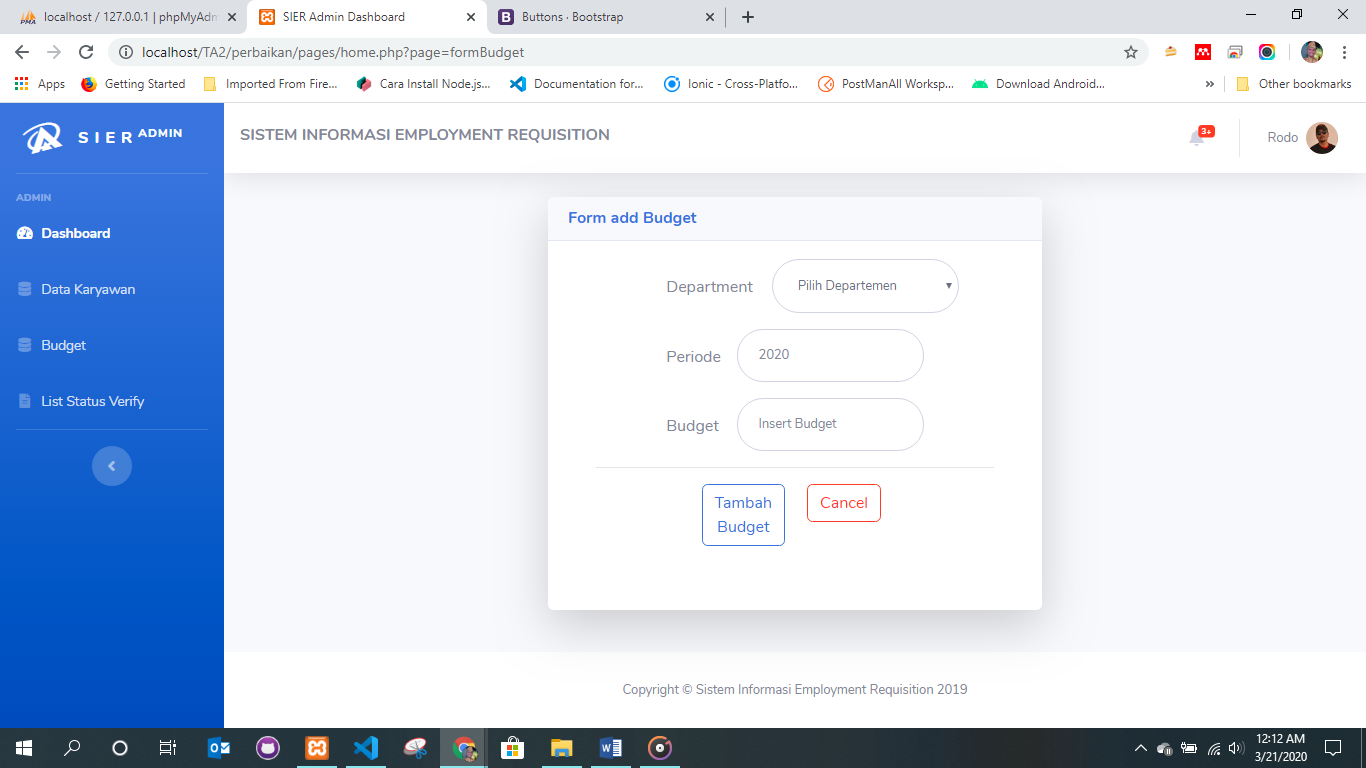 localhost / 127.0.0.1 | phpMyAdm
SIER Admin Dashboard
Buttons · Bootstrap
localhost/TA2/perbaikan/pages/home.php?page=formBudget
Apps
Getting Started
Imported From Fire...
Cara Install Node.js...
Documentation for...
Ionic - Cross-Platfo...
PostManAll Worksp...
Download Android...
Other bookmarks
SIER ADMIN
SISTEM INFORMASI EMPLOYMENT REQUISITION
3+
Rodo
ADMIN
Dashboard
Data Karyawan
Budget
List Status Verify
Form add Budget
Department
Pilih Departemen
Periode
2020
Budget
Insert Budget
Tambah
Budget
Cancel
Copyright © Sistem Informasi Employment Requisition 2019
12:12 AM
3/21/2020